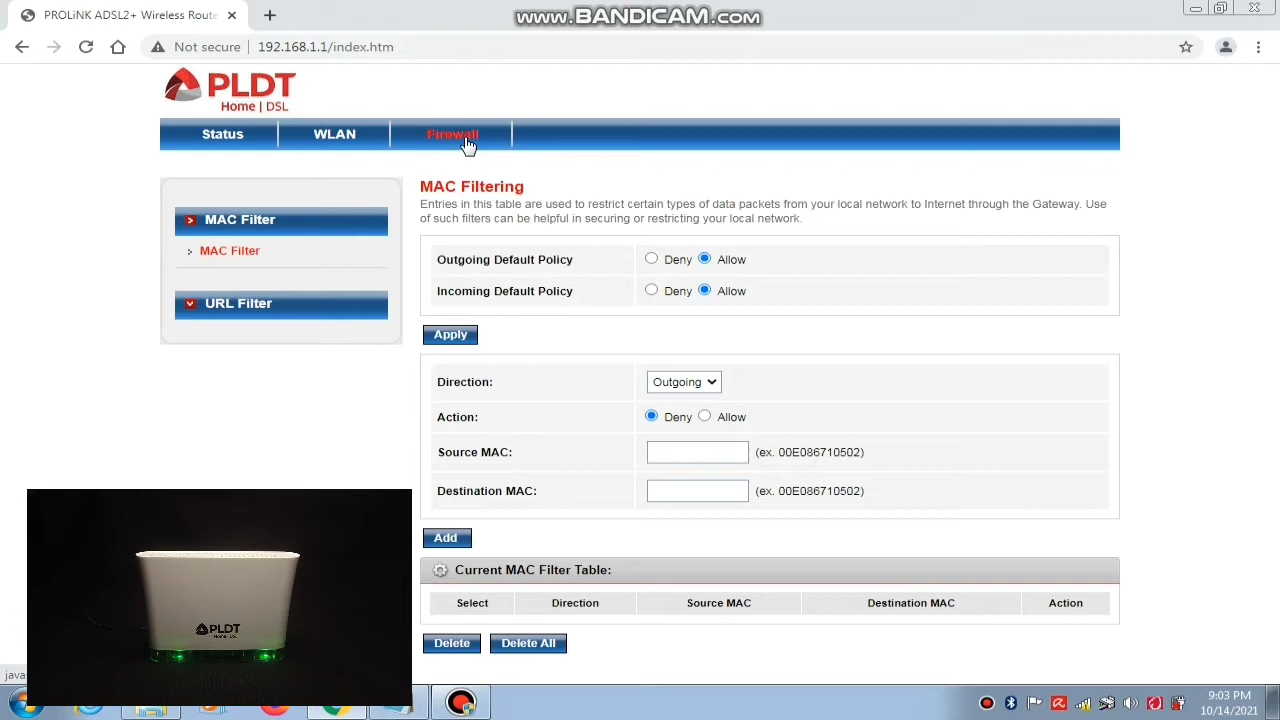 PROLiNK ADSL2+ Wireless Route
www.BANDICAM.com
Not secure 192.168.1.1/index.htm
PLDT
Home | DSL
Status WLAN Firewall
MAC Filter
MAC Filter
URL Filter
MAC Filtering
Entries in this table are used to restrict certain types of data packets from your local network to Internet through the Gateway. Use
of such filters can be helpful in securing or restricting your local network.
Outgoing Default Policy Deny Allow
Incoming Default Policy Deny Allow
Apply
Direction: Outgoing
Action: Deny Allow
Source MAC: (ex. 00E086710502)
Destination MAC: (ex. 00E086710502)
Add
Current MAC Filter Table:
Select Direction Source MAC Destination MAC Action
Delete Delete All
PLDT
Home | DSL
javas
9:03 PM
10/14/2021